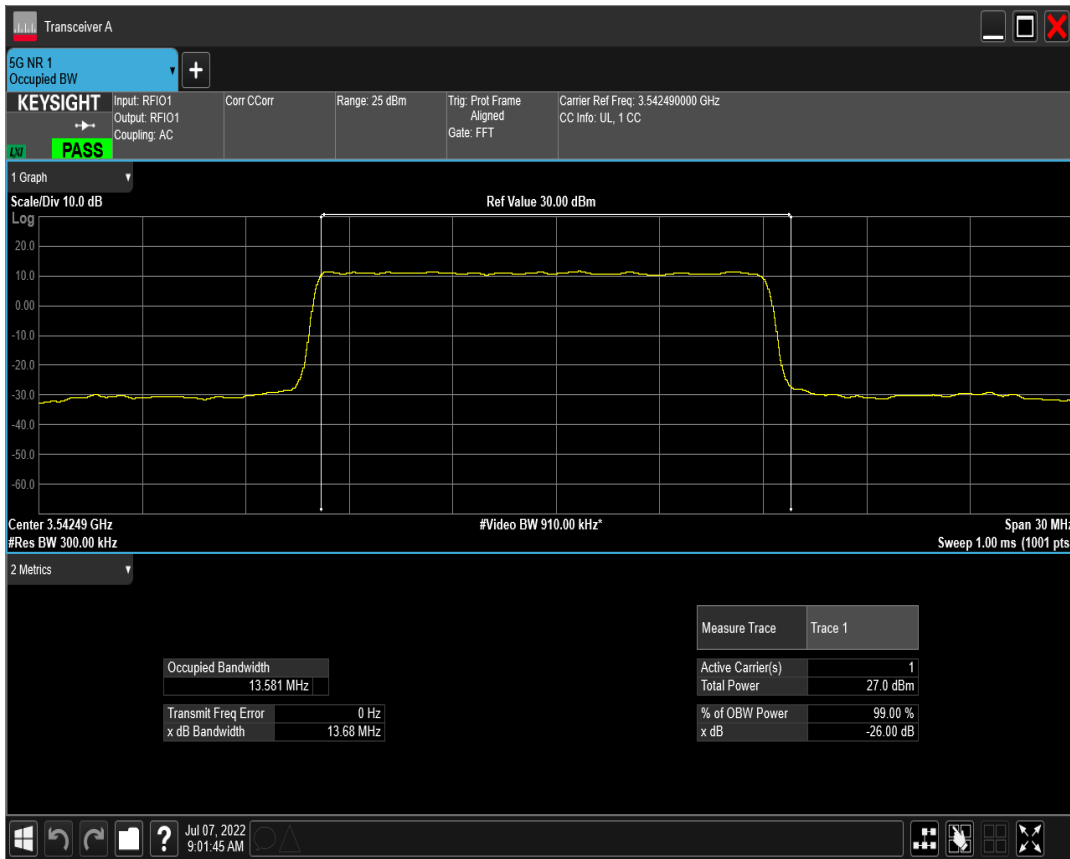 Transceiver A
5G NR 1
Occupied BW
+
KEYSIGHT
LXI
PASS
Input: RFIO1
Output: RFIO1
Coupling: AC
Corr CCorr
Range: 25 dBm
Trig: Prot Frame
Aligned
Gate: FFT
Carrier Ref Freq: 3.542490000 GHz
CC Info: UL, 1 CC
1 Graph
Scale/Div 10.0 dB
Ref Value 30.00 dBm
Log
20.0
10.0
0.00
-10.0
-20.0
-30.0
-40.0
-50.0
-60.0
Center 3.54249 GHz
#Video BW 910.00 kHz*
Span 30 MHz
#Res BW 300.00 kHz
Sweep 1.00 ms (1001 pts
2 Metrics
Measure Trace Trace 1
Occupied Bandwidth
13.581 MHz
Active Carrier(s) 1
Total Power 27.0 dBm
Transmit Freq Error 0 Hz
x dB Bandwidth 13.68 MHz
% of OBW Power 99.00 %
x dB -26.00 dB
?
Jul 07, 2022
9:01:45 AM